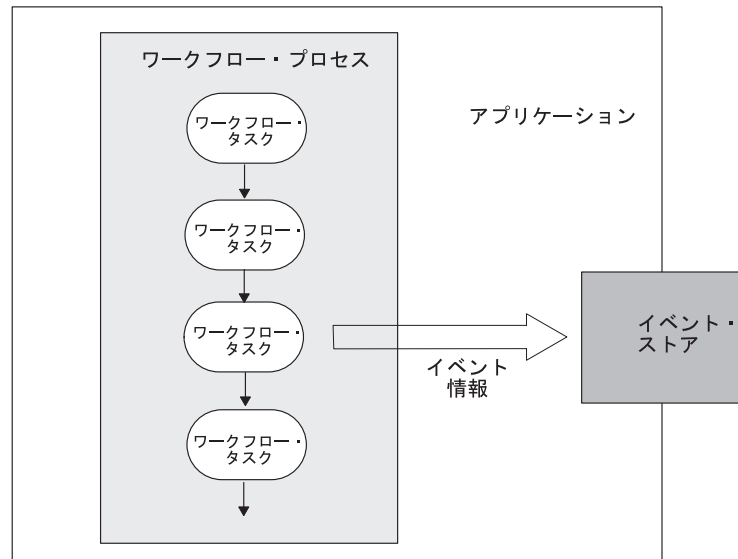 ワークフロー・プロセス
アプリケーション
ワークフロー・
タスク
ワークフロー・
タスク
ワークフロー・
タスク
イベント・
ストア
イベント
情報
ワークフロー・
タスク